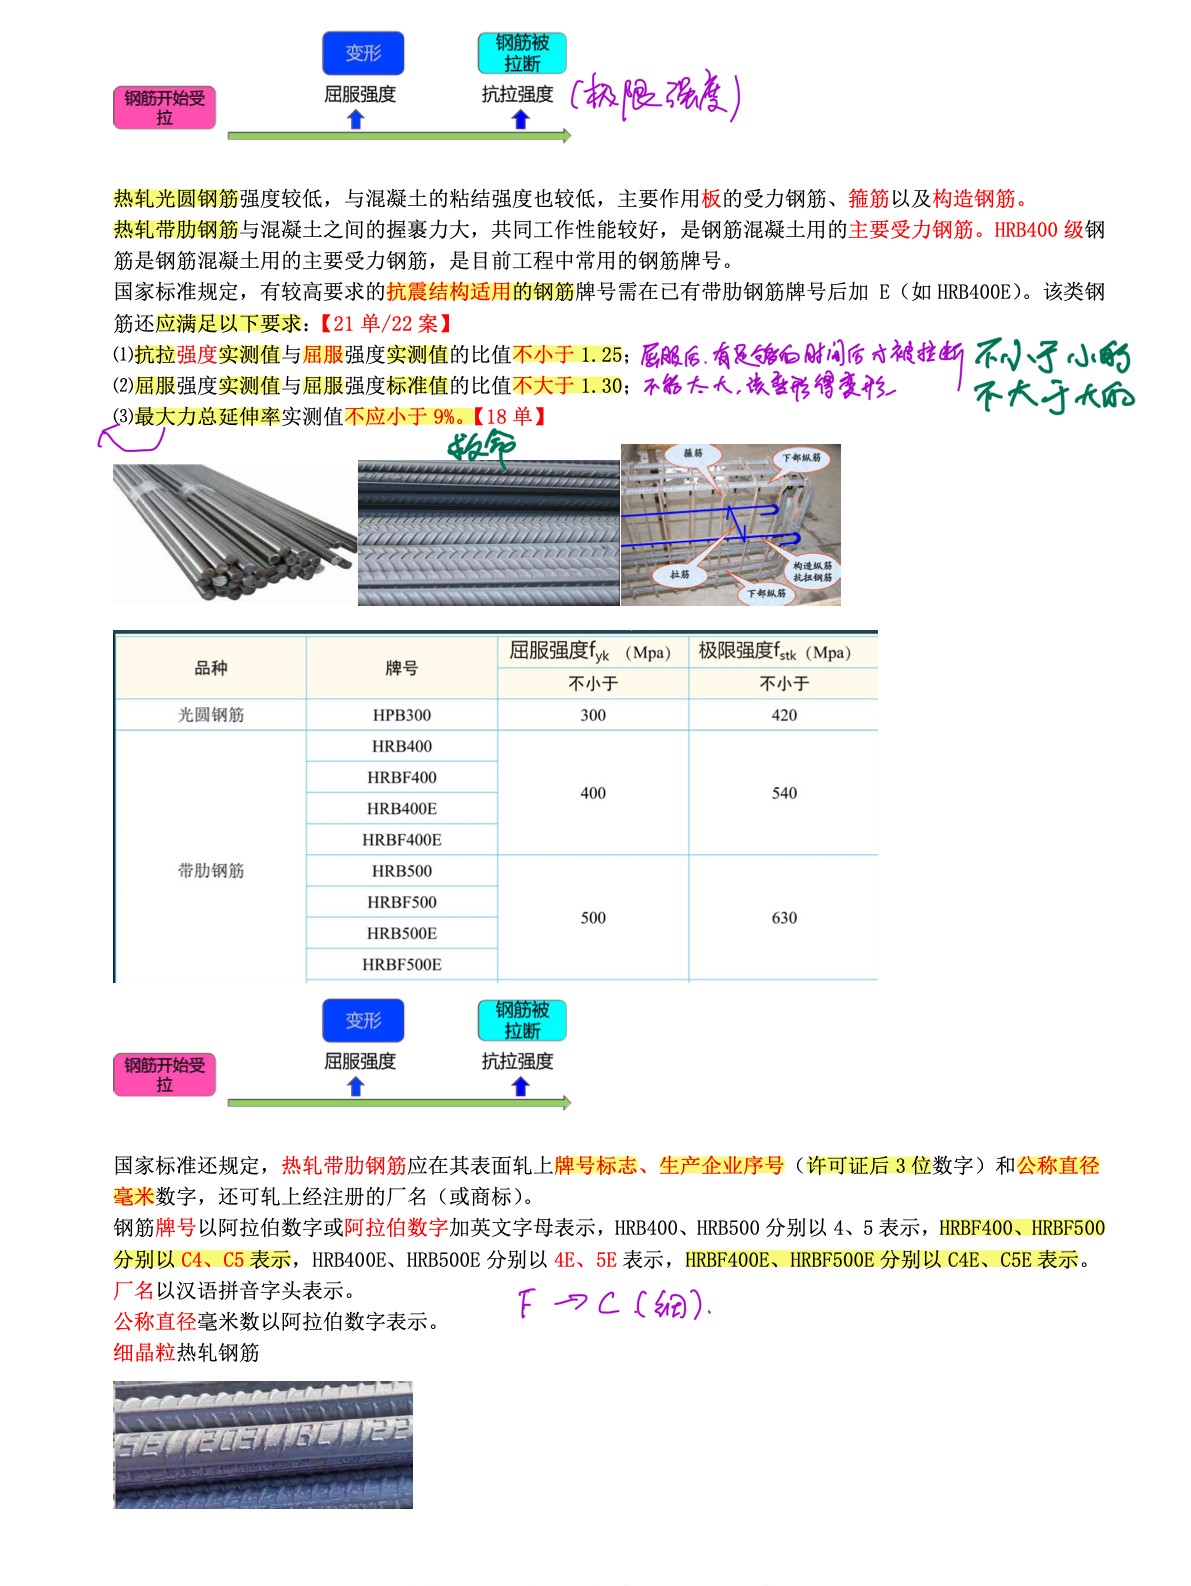 变形
钢筋被
拉断
钢筋开始受
拉
屈服强度
抗拉强度
(极限强度)
热轧光圆钢筋强度较低，与混凝土的粘结强度也较低，主要作用板的受力钢筋、箍筋以及构造钢筋。
热轧带肋钢筋与混凝土之间的握裹力大，共同工作性能较好，是钢筋混凝土用的主要受力钢筋。HRB400 级钢
筋是钢筋混凝土用的主要受力钢筋，是目前工程中常用的钢筋牌号。
国家标准规定，有较高要求的抗震结构适用的钢筋牌号需在已有带肋钢筋牌号后加 E（如 HRB400E）。该类钢
筋还应满足以下要求：【21 单/22 案】
⑴抗拉强度实测值与屈服强度实测值的比值不小于 1.25；屈服后，有足够的时间后才被拉断
不小于小的
⑵屈服强度实测值与屈服强度标准值的比值不大于 1.30；不能太大，该变形得变形
不大于大的
⑶最大力总延伸率实测值不应小于 9%。【18 单】
救命
箍筋
下部纵筋
拉筋
构造纵筋
抗扭钢筋
下部纵筋
品种 牌号 屈服强度fyk （Mpa） 极限强度fstk（Mpa）
不小于 不小于
光圆钢筋 HPB300 300 420
HRB400
HRBF400
400 540
HRB400E
HRBF400E
带肋钢筋 HRB500
HRBF500
500 630
HRB500E
HRBF500E
变形
钢筋被
拉断
钢筋开始受
拉
屈服强度
抗拉强度
国家标准还规定，热轧带肋钢筋应在其表面轧上牌号标志、生产企业序号（许可证后 3 位数字）和公称直径
毫米数字，还可轧上经注册的厂名（或商标）。
钢筋牌号以阿拉伯数字或阿拉伯数字加英文字母表示，HRB400、HRB500 分别以 4、5 表示，HRBF400、HRBF500
分别以 C4、C5 表示，HRB400E、HRB500E 分别以 4E、5E 表示，HRBF400E、HRBF500E 分别以 C4E、C5E 表示。
厂名以汉语拼音字头表示。
F → C (细).
公称直径毫米数以阿拉伯数字表示。
细晶粒热轧钢筋